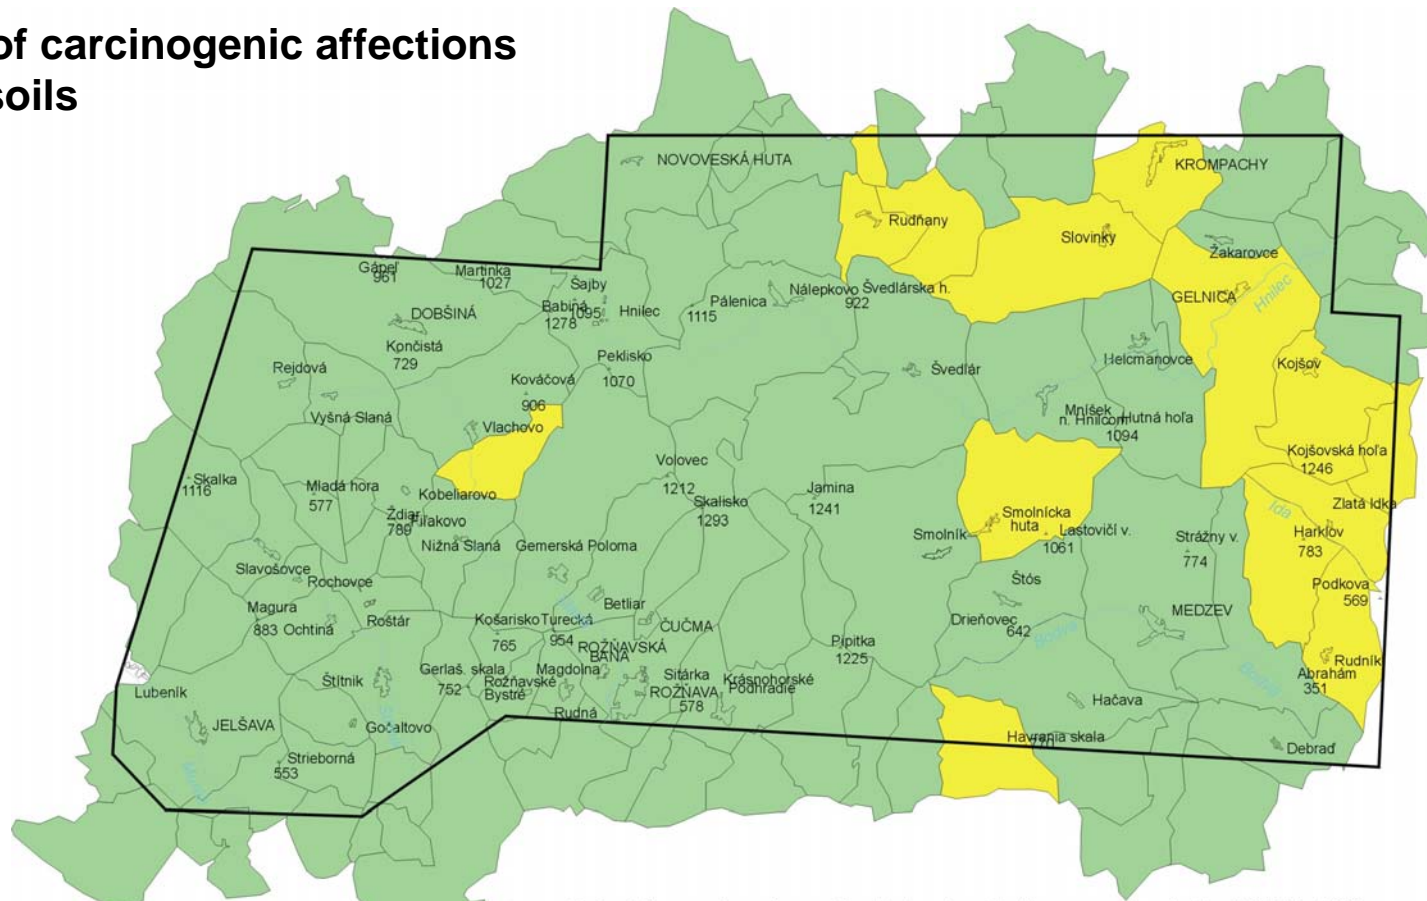 of carcinogenic affections
soils
NOVOVESKÁ HUTA
KROMPACHY
Rudňany
Slovinky
Žakarovce
Gápeľ
961
Martinka
1027
Šajby
Babiná
1095
1278
Hnilec
1115
Pálenica
Nálepkovo
922
Švedlárska h.
GELNICA
Hnilec
DOBŠINÁ
Končistá
729
Peklisko
1070
Rejdová
Kováčová
906
Švedlár
Helcmanovce
Kojšov
Vyšná Slaná
Vlachovo
Mníšek
n. Hnilcom
Hutná hoľa
1094
Kojšovská hoľa
1246
Skalka
1116
Mladá hora
577
Kobeliarovo
Volovec
1212
Skalisko
1293
Jamina
1241
Zlatá Idka
Ida
Ždiar
789
Fiľakovo
Smolnícka
huta
Lastovičí v.
1061
Smolník
Strážny v.
774
Harklov
783
Nižná Slaná
Gemerská Poloma
Slavošovce
Rochovce
Štós
Podkova
569
Magura
883
Ochtiná
Roštár
Košarisko
765
Turecká
954
Betliar
ČUČMA
Drieňovec
642
Bodva
MEDZEV
ROŽŇAVSKÁ
BAŇA
Pipitka
1225
Rudník
Abrahám
351
Štítnik
Gerlaš. skala
752
Rožňavské
Bystré
Magdolna
Sitárka
ROŽŇAVA
578
Krásnohorské
Podhradie
Lubeník
Hačava
Rudná
JELŠAVA
Gočaltovo
Havrania skala
Debraď
Strieborná
553